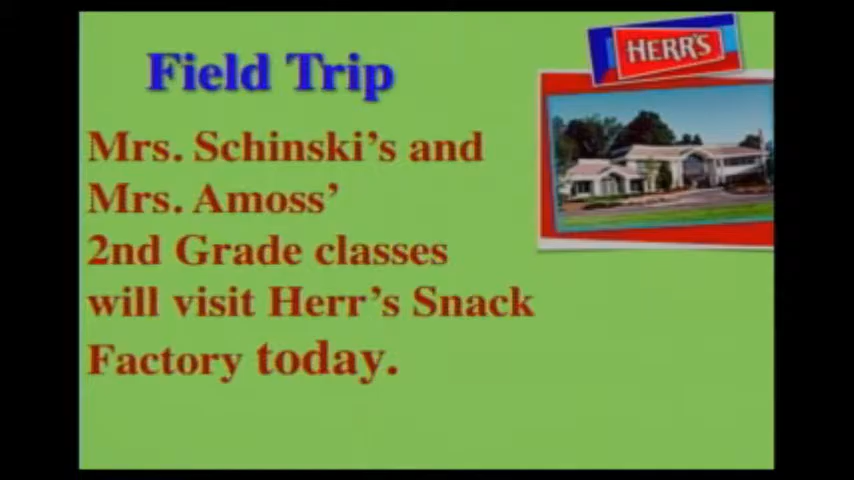 HERR'S
Field Trip
Mrs. Schinski's and
Mrs. Amoss'
2nd Grade classes
will visit Herr's Snack
Factory today.